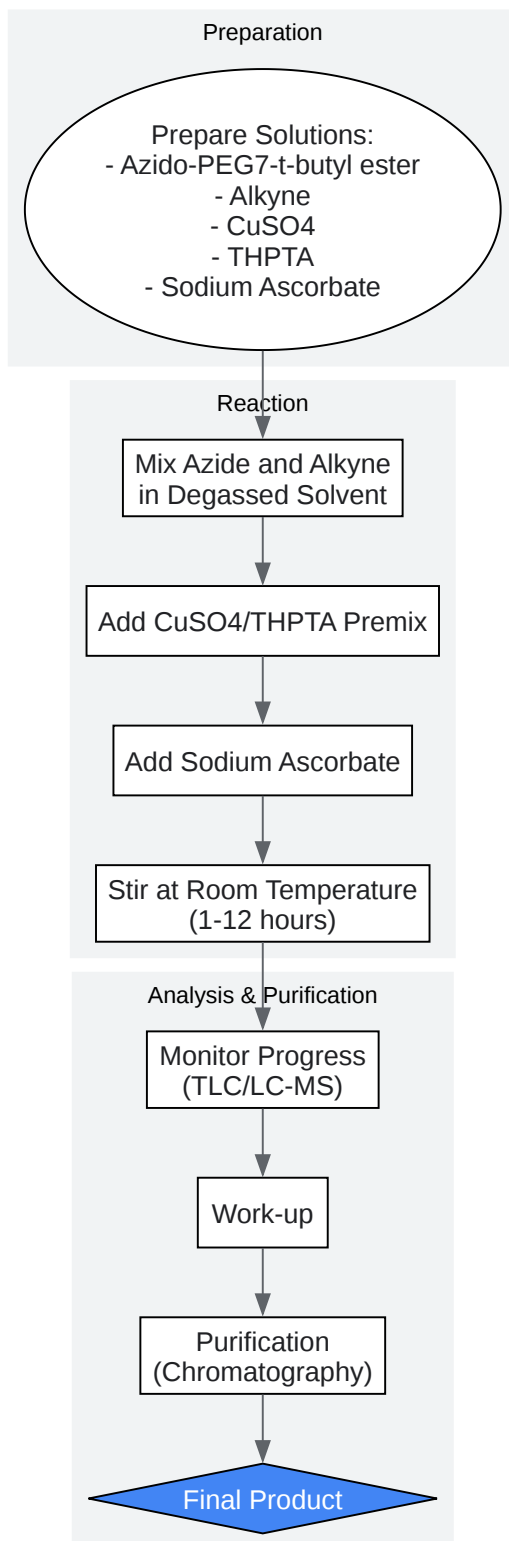 Preparation
Prepare Solutions:
- Azido-PEG7-t-butyl ester
- Alkyne
- CuSO4
- THPTA
- Sodium Ascorbate
Reaction
Mix Azide and Alkyne
in Degassed Solvent
Add CuSO4/THPTA Premix
Add Sodium Ascorbate
Stir at Room Temperature
(1-12 hours)
Analysis & Purification
Monitor Progress
(TLC/LC-MS)
Work-up
Purification
(Chromatography)
Final Product